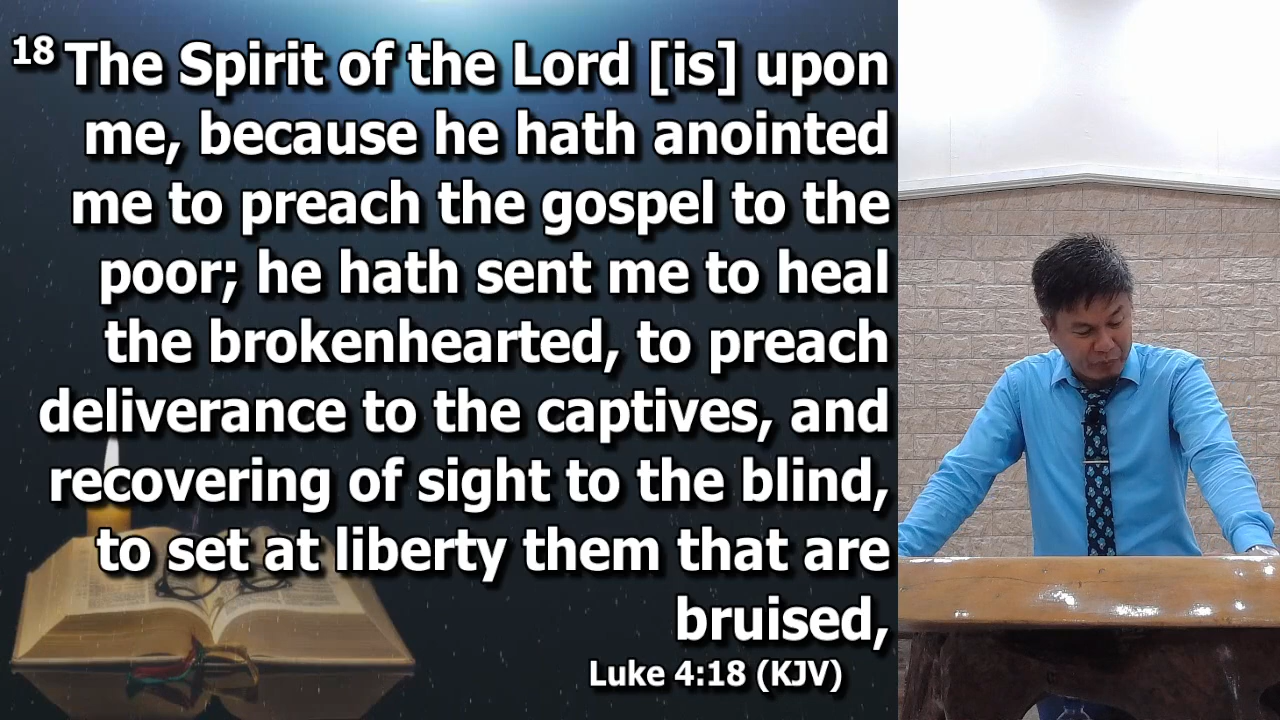 18 The Spirit of the Lord [is] upon
me, because he hath anointed
me to preach the gospel to the
poor; he hath sent me to heal
the brokenhearted, to preach
deliverance to the captives, and
recovering of sight to the blind,
to set at liberty them that are
bruised,
Luke 4:18 (KJV)